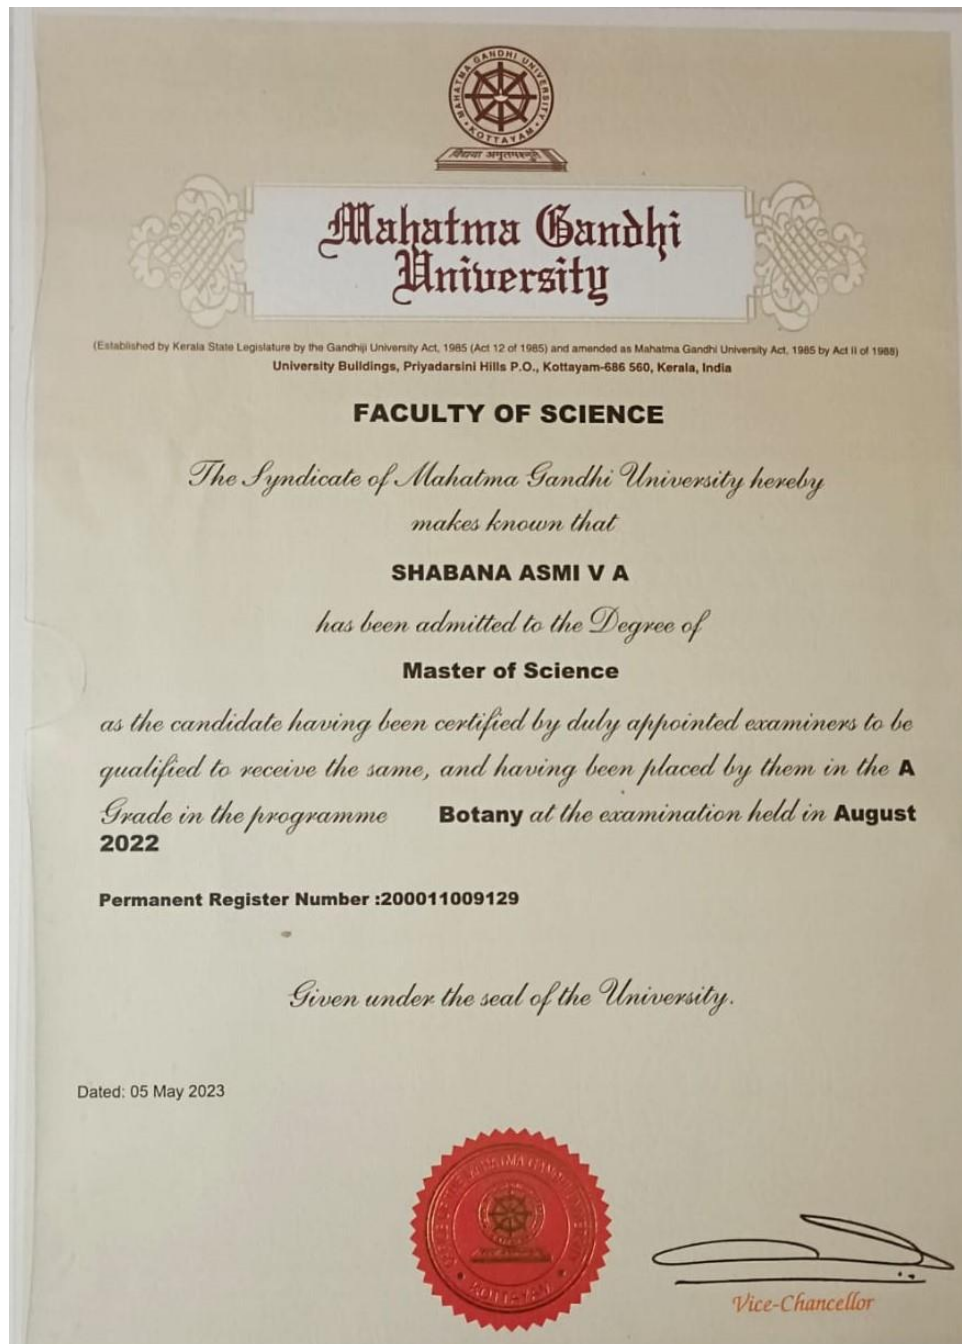 MAHATMA GANDHI UNIVERSITY
KOTTAYAM
विद्यया अमृतमश्नुते
Mahatma Gandhi
University
(Established by Kerala State Legislature by the Gandhiji University Act, 1985 (Act 12 of 1985) and amended as Mahatma Gandhi University Act, 1985 by Act II of 1988)
University Buildings, Priyadarsini Hills P.O., Kottayam-686 560, Kerala, India
FACULTY OF SCIENCE
The Syndicate of Mahatma Gandhi University hereby
makes known that
SHABANA ASMI V A
has been admitted to the Degree of
Master of Science
as the candidate having been certified by duly appointed examiners to be
qualified to receive the same, and having been placed by them in the A
Grade in the programme Botany at the examination held in August
2022
Permanent Register Number :200011009129
Given under the seal of the University.
Dated: 05 May 2023
MAHATMA GANDHI UNIVERSITY
KOTTAYAM
Vice-Chancellor